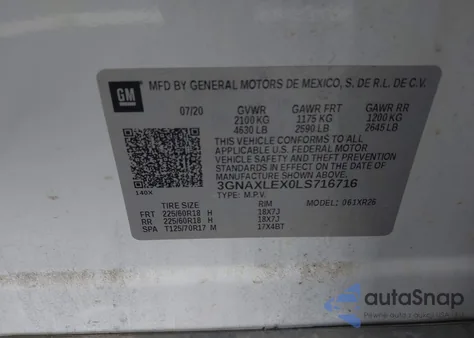 GM
MFD BY GENERAL MOTORS DE MEXICO, S. DE R.L. DE C.V.
07/20 GVWR GAWR FRT GAWR RR
2100 KG 1175 KG 1200 KG
4630 LB 2590 LB 2645 LB
THIS VEHICLE CONFORMS TO ALL APPLICABLE
U.S. FEDERAL MOTOR VEHICLE SAFETY AND THEFT PREVENTION
STANDARDS IN EFFECT ON THE DATE OF MANUFACTURE SHOWN ABOVE.
3GNAXLEX0LS716716
TYPE: M.P.V.
140X
MODEL: 061XR26
TIRE SIZE RIM
FRT 225/60R18 H 18X7J
RR 225/60R18 H 18X7J
SPA T125/70R17 M 17X4BT
autoSnap